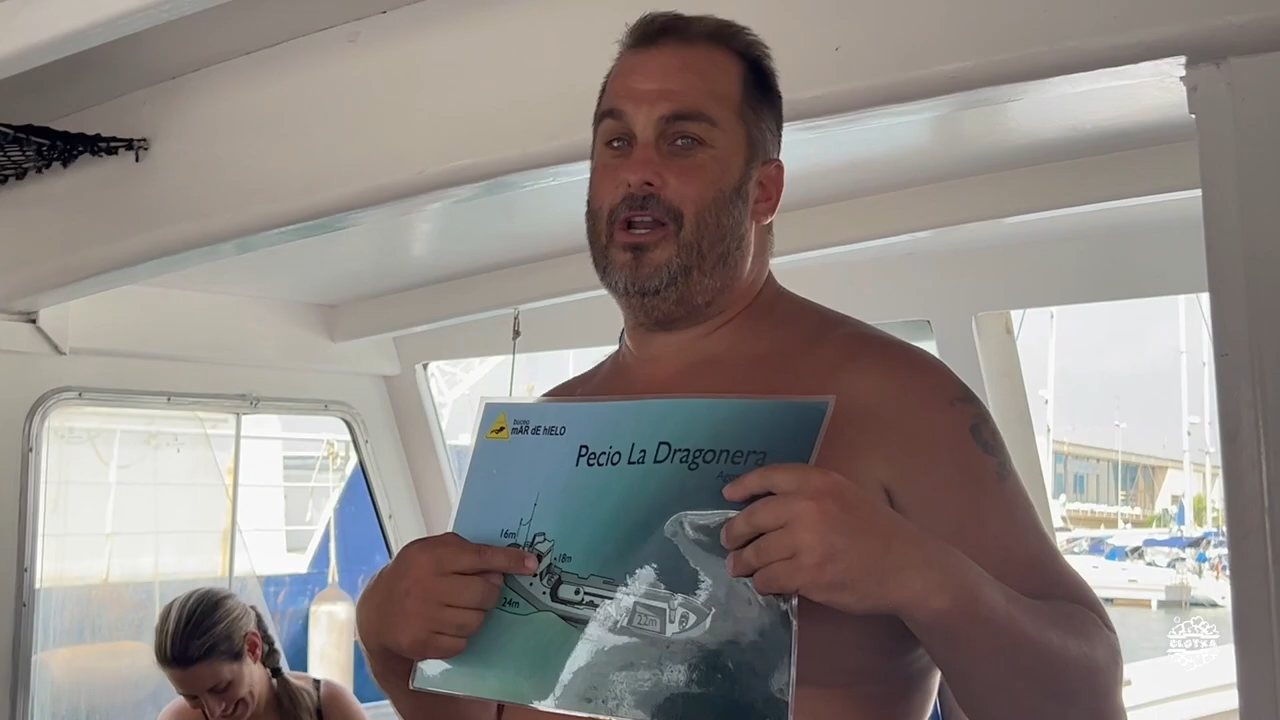 buceo
mAR dE hIELO
Pecio La Dragonera
16m
18m
24m
22m